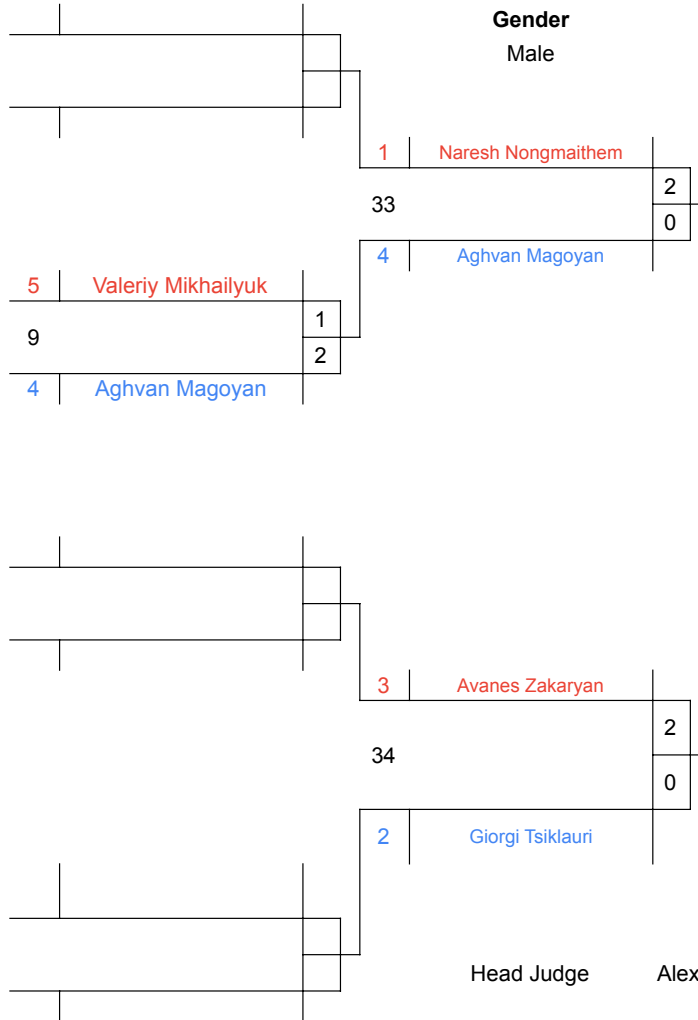 Gender
Male
1 Naresh Nongmaithem
2
33
0
4 Aghvan Magoyan
5 Valeriy Mikhailyuk
1
9
2
4 Aghvan Magoyan
3 Avanes Zakaryan
2
34
0
2 Giorgi Tsiklauri
Head Judge Alex